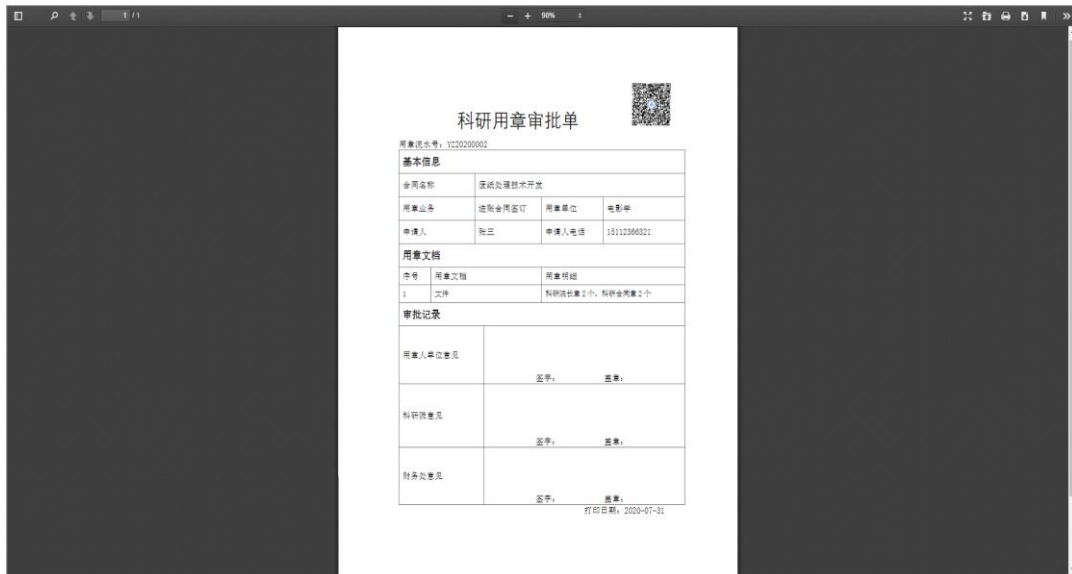 1 / 1
90%
科研用章审批单
用章流水号：YZ20200002
基本信息
合同名称 废纸处理技术开发
用章业务 进账合同签订 用章单位 电影学
申请人 张三 申请人电话 15112366321
用章文档
序号 用章文档 用章明细
1 文件 科研院长章2个，科研合同章2个
审批记录
用章人单位意见
签字： 盖章：
科研院意见
签字： 盖章：
财务处意见
签字： 盖章：
打印日期：2020-07-31